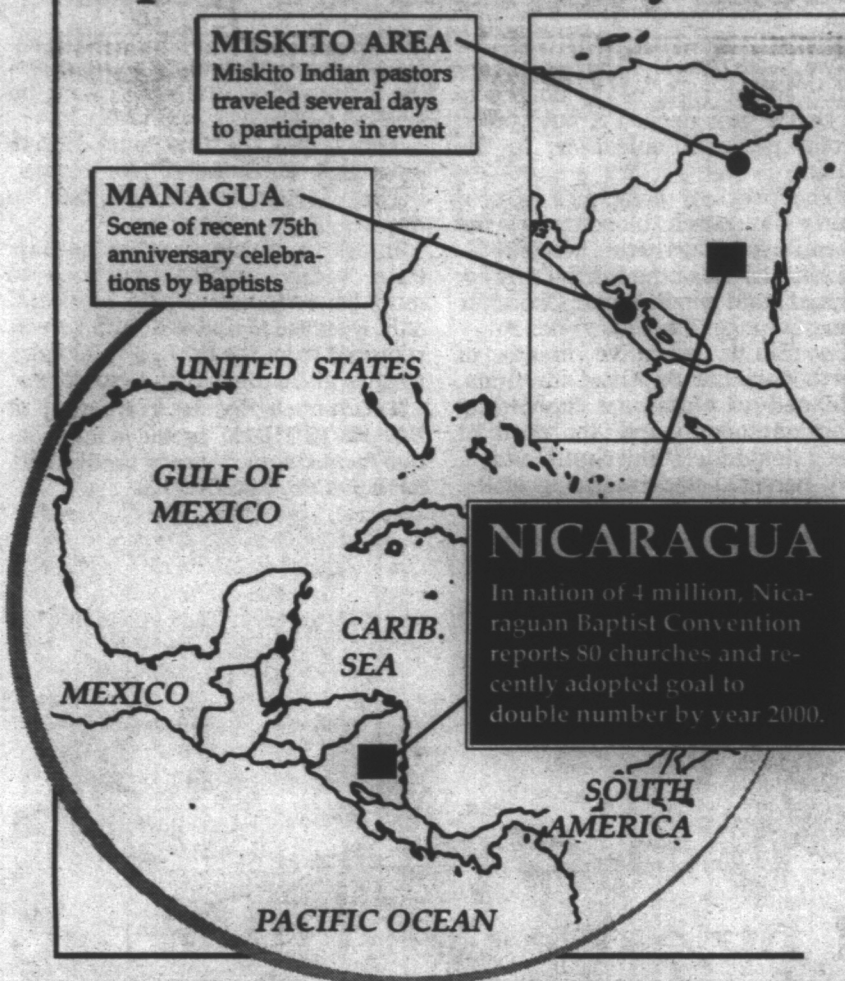 MISKITO AREA
Miskito Indian pastors
traveled several days
to participate in event
MANAGUA
Scene of recent 75th
anniversary celebra-
tions by Baptists
UNITED STATES
GULF OF
MEXICO
NICARAGUA
In nation of 4 million, Nica-
raguan Baptist Convention
reports 80 churches and re-
cently adopted goal to
double number by year 2000.
CARIB.
SEA
MEXICO
SOUTH
AMERICA
PACIFIC OCEAN